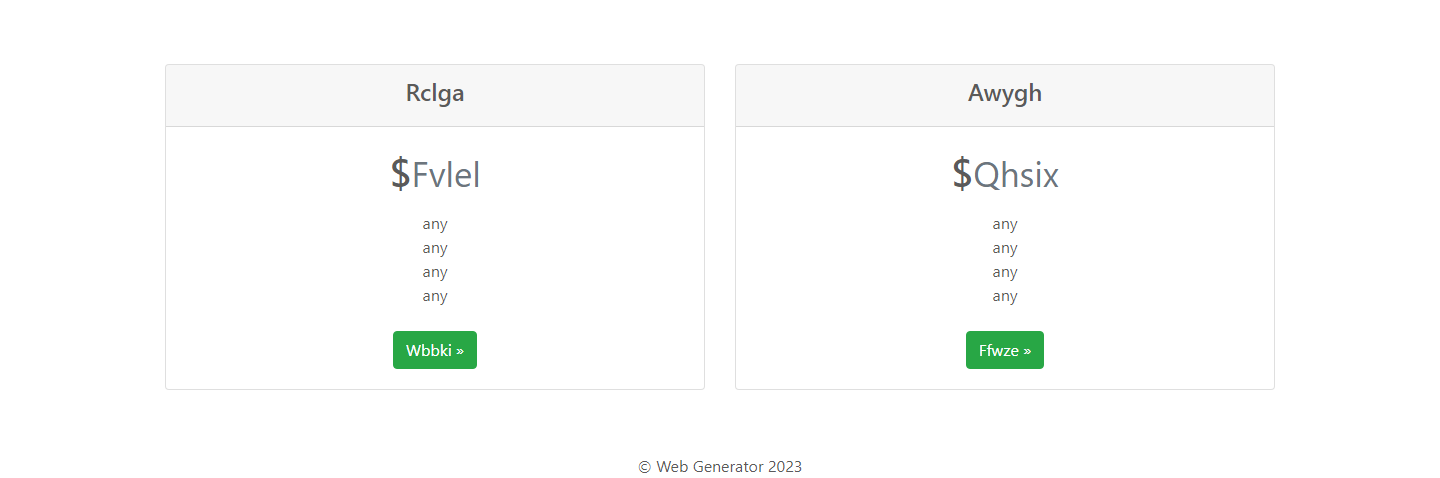 Rclga
$Fvlel
any
any
any
any
Wbbki »
Awygh
$Qhsix
any
any
any
any
Ffwze »
© Web Generator 2023